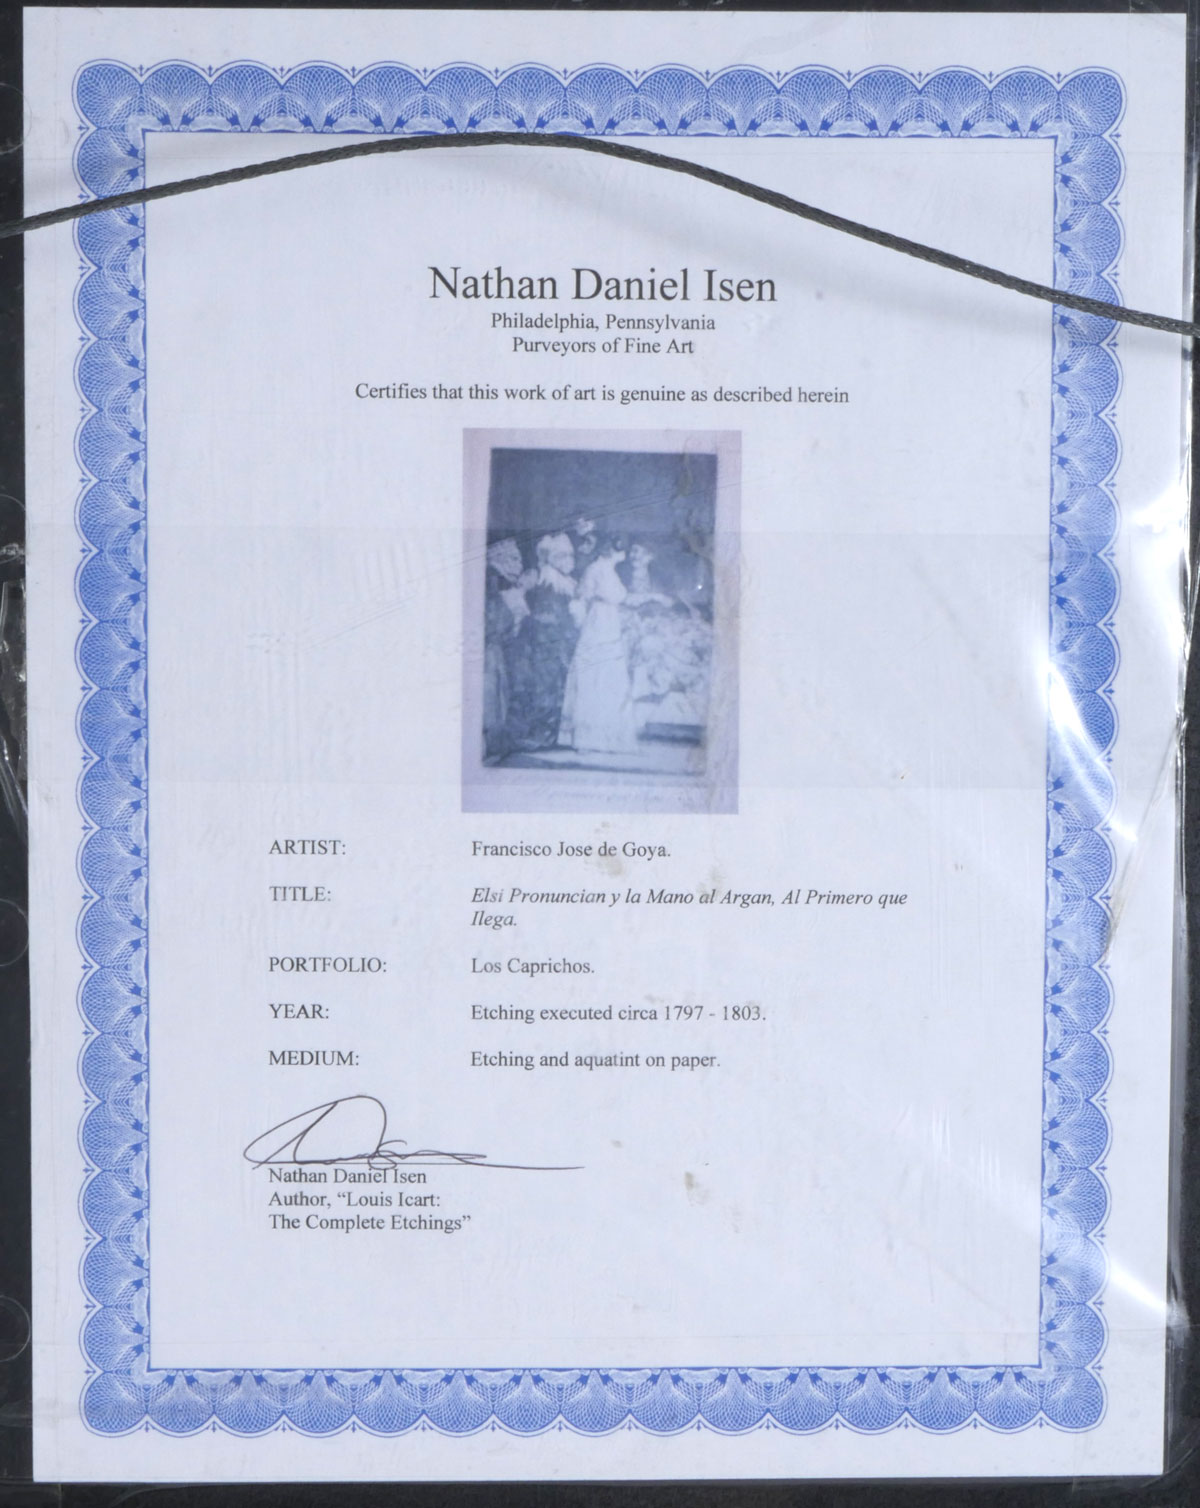 Nathan Daniel Isen
Philadelphia, Pennsylvania
Purveyors of Fine Art
Certifies that this work of art is genuine as described herein
ARTIST: Francisco Jose de Goya.
TITLE: Elsi Pronuncian y la Mano al Argan, Al Primero que
Ilega.
PORTFOLIO: Los Caprichos.
YEAR: Etching executed circa 1797 - 1803.
MEDIUM: Etching and aquatint on paper.
Nathan Daniel Isen
Author, “Louis Icart:
The Complete Etchings”